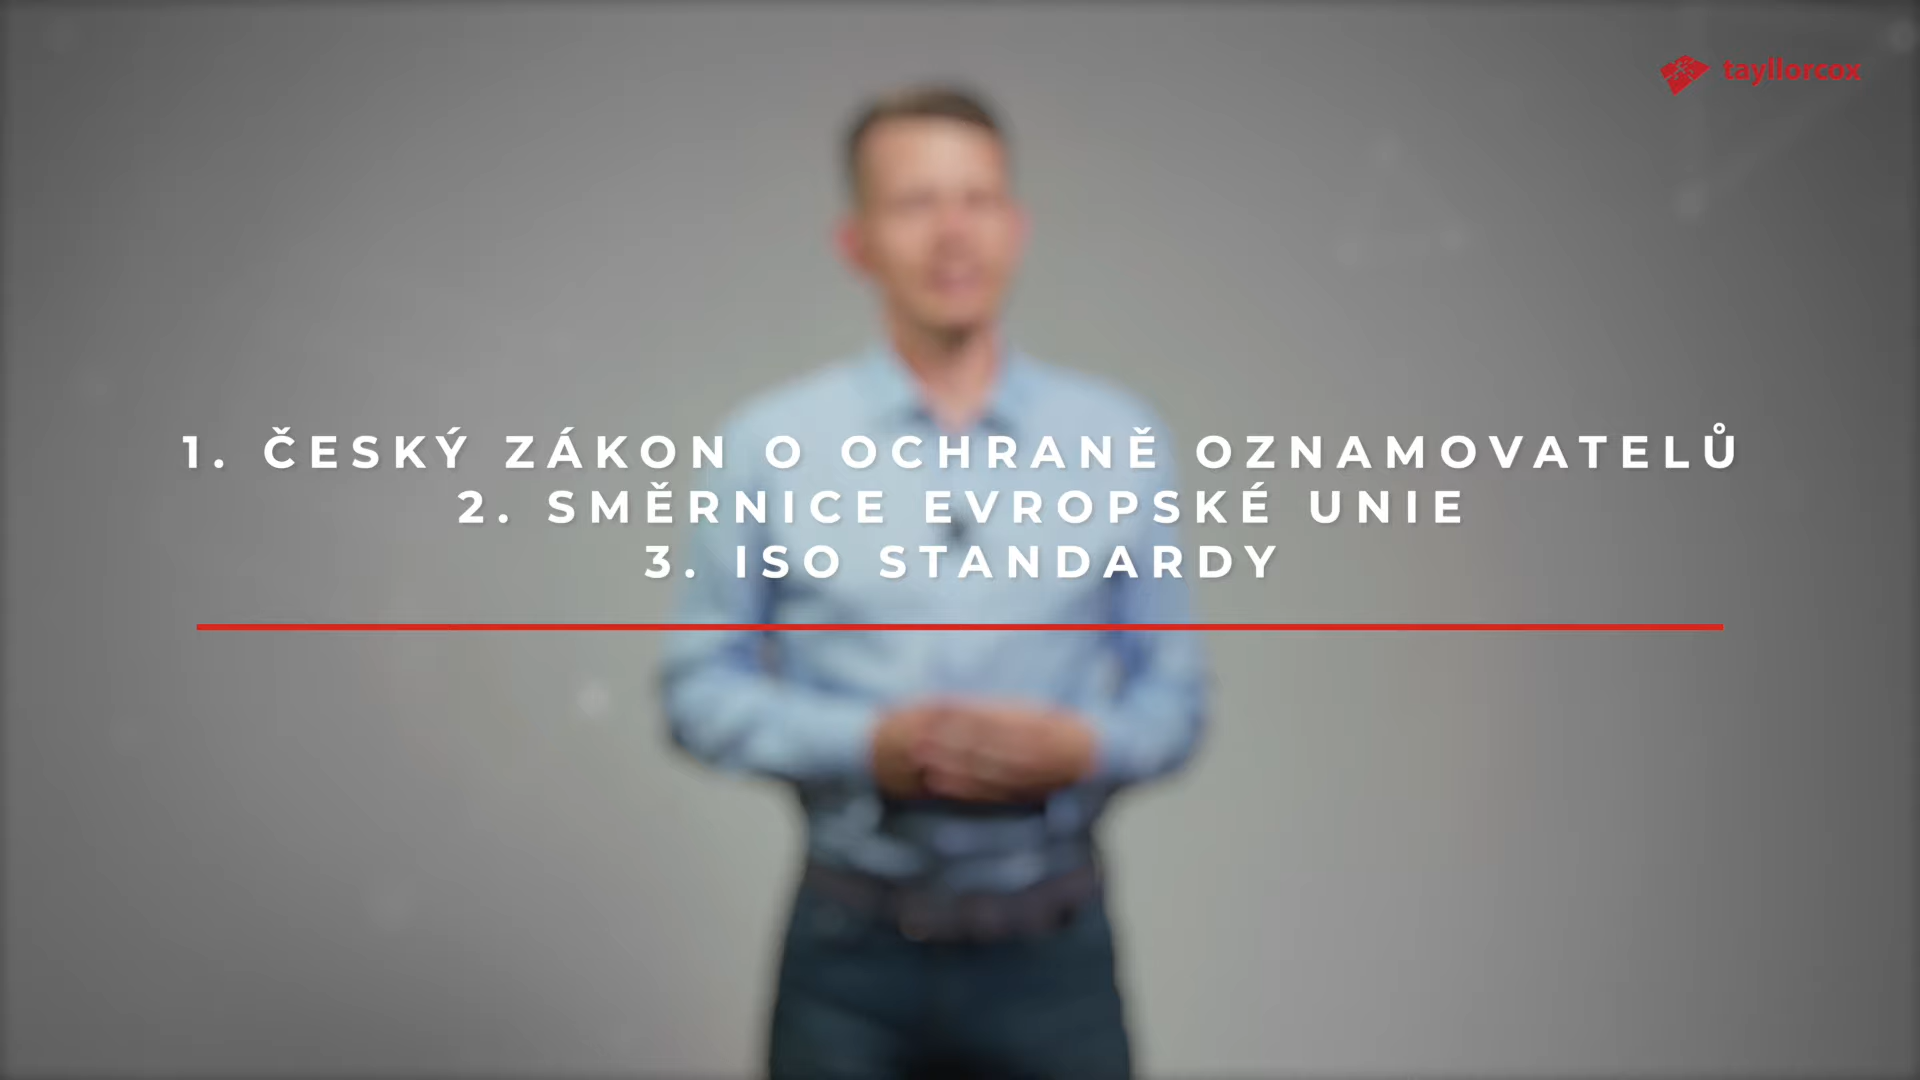 tayllorcox
1. ČESKÝ ZÁKON O OCHRANĚ OZNAMOVATELŮ
2. SMĚRNICE EVROPSKÉ UNIE
3. ISO STANDARDY